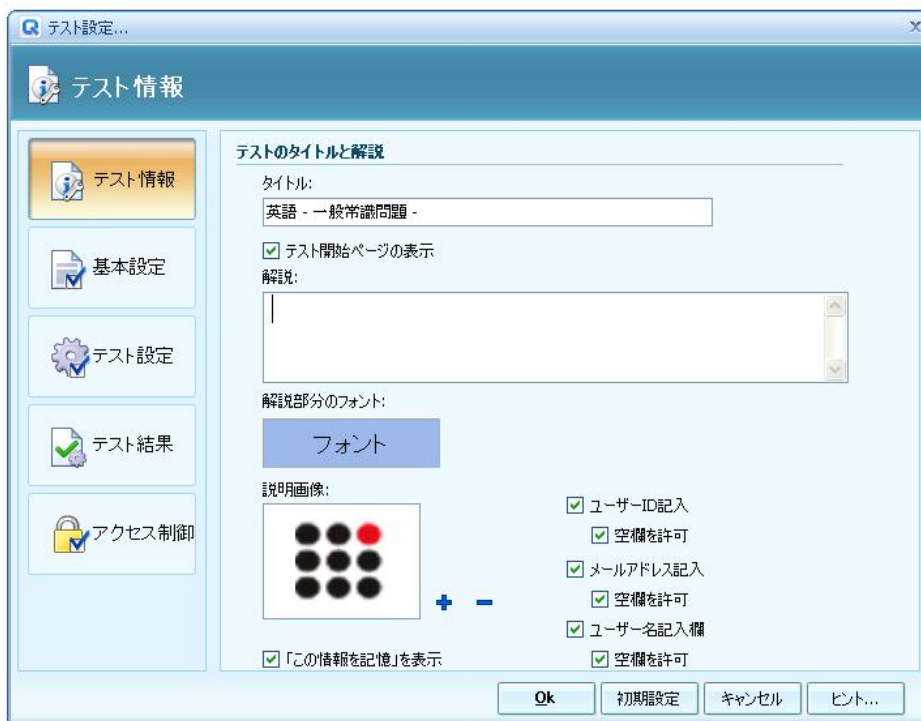 テスト設定...
テスト情報
テスト情報
基本設定
テスト設定
テスト結果
アクセス制御
テストのタイトルと解説
タイトル:
英語 - 一般常識問題 -
テスト開始ページの表示
解説:
解説部分のフォント:
フォント
説明画像:
ユーザーID記入
空欄を許可
メールアドレス記入
空欄を許可
ユーザー名記入欄
「この情報を記憶」を表示
空欄を許可
Ok
初期設定
キャンセル
ヒント...